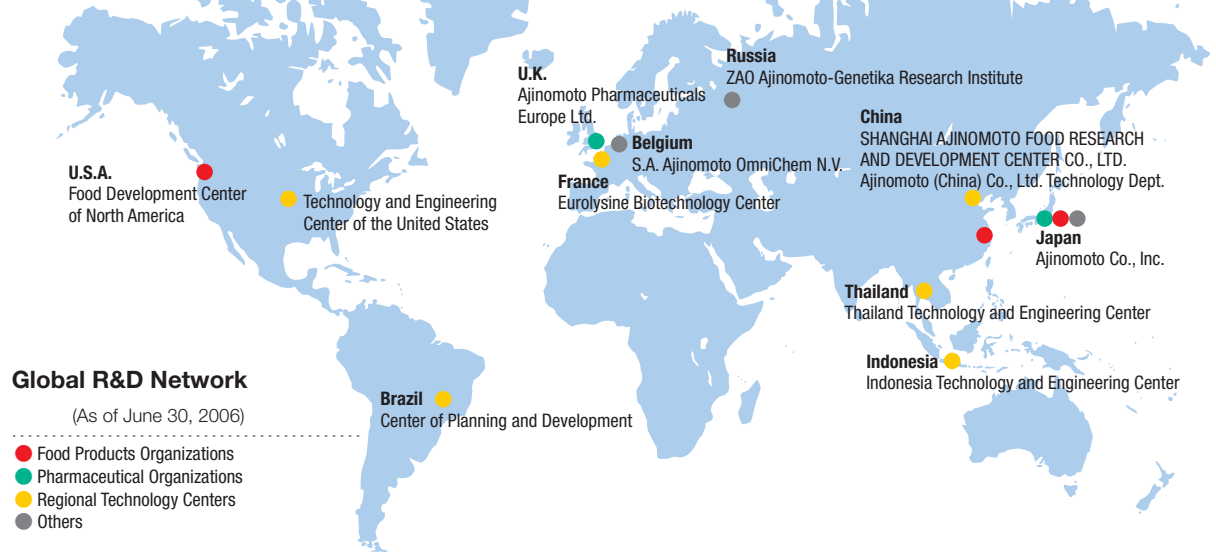 Russia
ZAO Ajinomoto-Genetika Research Institute
U.K.
Ajinomoto Pharmaceuticals
Europe Ltd.
Belgium
S.A. Ajinomoto OmniChem N.V.
France
Eurolysine Biotechnology Center
China
SHANGHAI AJINOMOTO FOOD RESEARCH
AND DEVELOPMENT CENTER CO., LTD.
Ajinomoto (China) Co., Ltd. Technology Dept.
U.S.A.
Food Development Center
of North America
Technology and Engineering
Center of the United States
Japan
Ajinomoto Co., Inc.
Thailand
Thailand Technology and Engineering Center
Indonesia
Indonesia Technology and Engineering Center
Brazil
Center of Planning and Development
Global R&D Network
(As of June 30, 2006)
Food Products Organizations
Pharmaceutical Organizations
Regional Technology Centers
Others